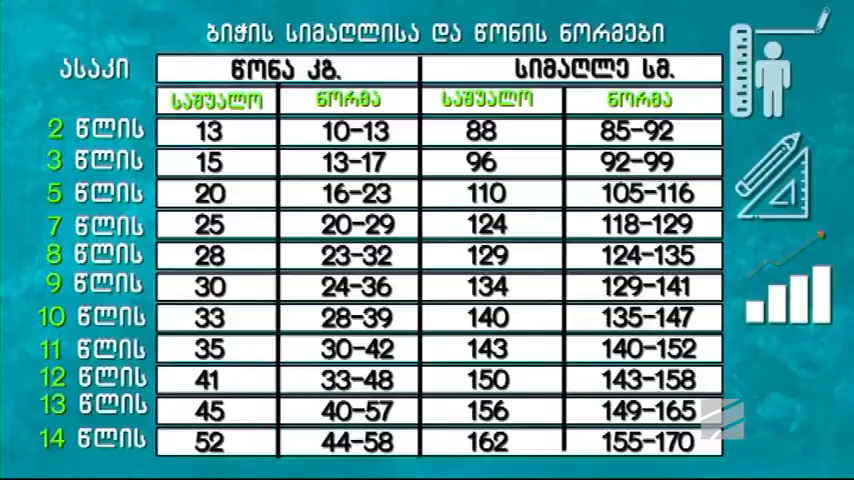 ბიჭის სიმაღლისა და წონის ნორმები
ასაკი წონა კგ. სიმაღლე სმ.
საშუალო ნორმა საშუალო ნორმა
2 წლის 13 10-13 88 85-92
3 წლის 15 13-17 96 92-99
5 წლის 20 16-23 110 105-116
7 წლის 25 20-29 124 118-129
8 წლის 28 23-32 129 124-135
9 წლის 30 24-36 134 129-141
10 წლის 33 28-39 140 135-147
11 წლის 35 30-42 143 140-152
12 წლის 41 33-48 150 143-158
13 წლის 45 40-57 156 149-165
14 წლის 52 44-58 162 155-170